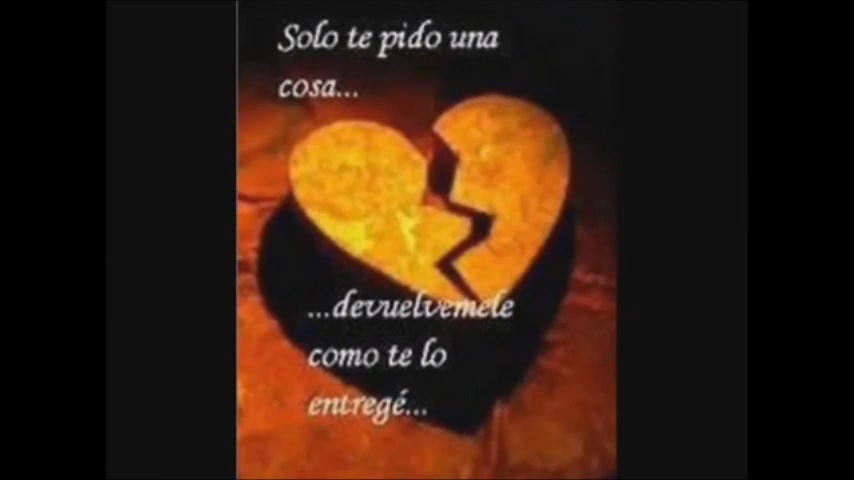 Solo te pido una
cosa...
...devuelvemele
como te lo
entregé...